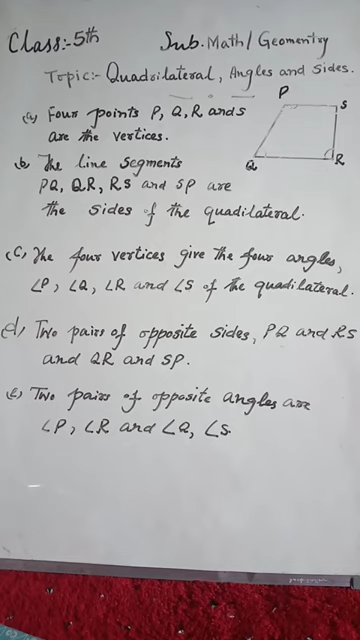 Class:- 5th Sub. Math/Geomentry
Topic:- Quadrilateral, Angles and Sides.
(a) Four points P, Q, R and S
are the vertices.
P
S
Q
R
(b) The line segments
PQ, QR, RS and SP are
the sides of the quadilateral.
(c) The four vertices give the four angles,
∠P, ∠Q, ∠R and ∠S of the quadilateral.
(d) Two pairs of opposite sides, PQ and RS
and QR and SP.
(e) Two pairs of opposite angles are
∠P, ∠R and ∠Q, ∠S